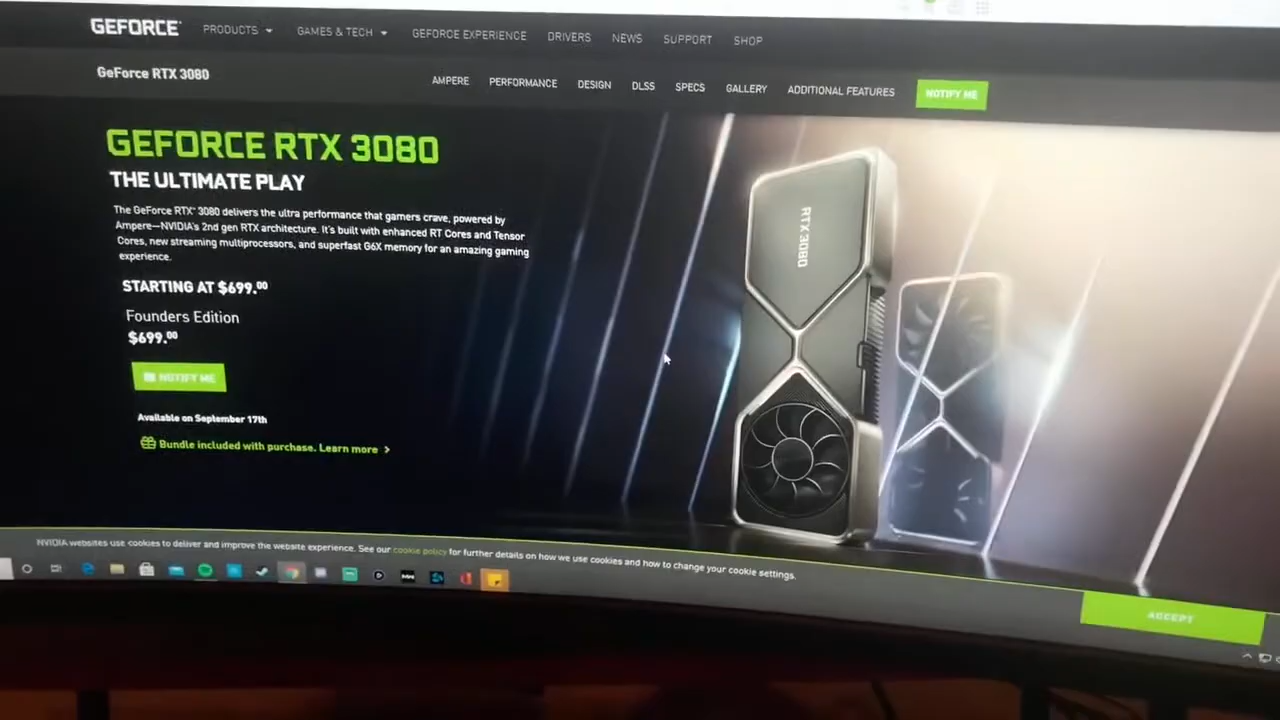 GEFORCE
PRODUCTS
GAMES & TECH
GEFORCE EXPERIENCE
DRIVERS
NEWS
SUPPORT
SHOP
GeForce RTX 3080
AMPERE
PERFORMANCE
DESIGN
DLSS
SPECS
GALLERY
ADDITIONAL FEATURES
NOTIFY ME
GEFORCE RTX 3080
THE ULTIMATE PLAY
The GeForce RTX™ 3080 delivers the ultra performance that gamers crave, powered by
Ampere—NVIDIA's 2nd gen RTX architecture. It's built with enhanced RT Cores and Tensor
Cores, new streaming multiprocessors, and superfast G6X memory for an amazing gaming
experience.
STARTING AT $699.00
Founders Edition
$699.00
NOTIFY ME
Available on September 17th
Bundle included with purchase. Learn more >
RTX 3080
NVIDIA websites use cookies to deliver and improve the website experience. See our cookie policy for further details on how we use cookies and how to change your cookie settings.
ACCEPT